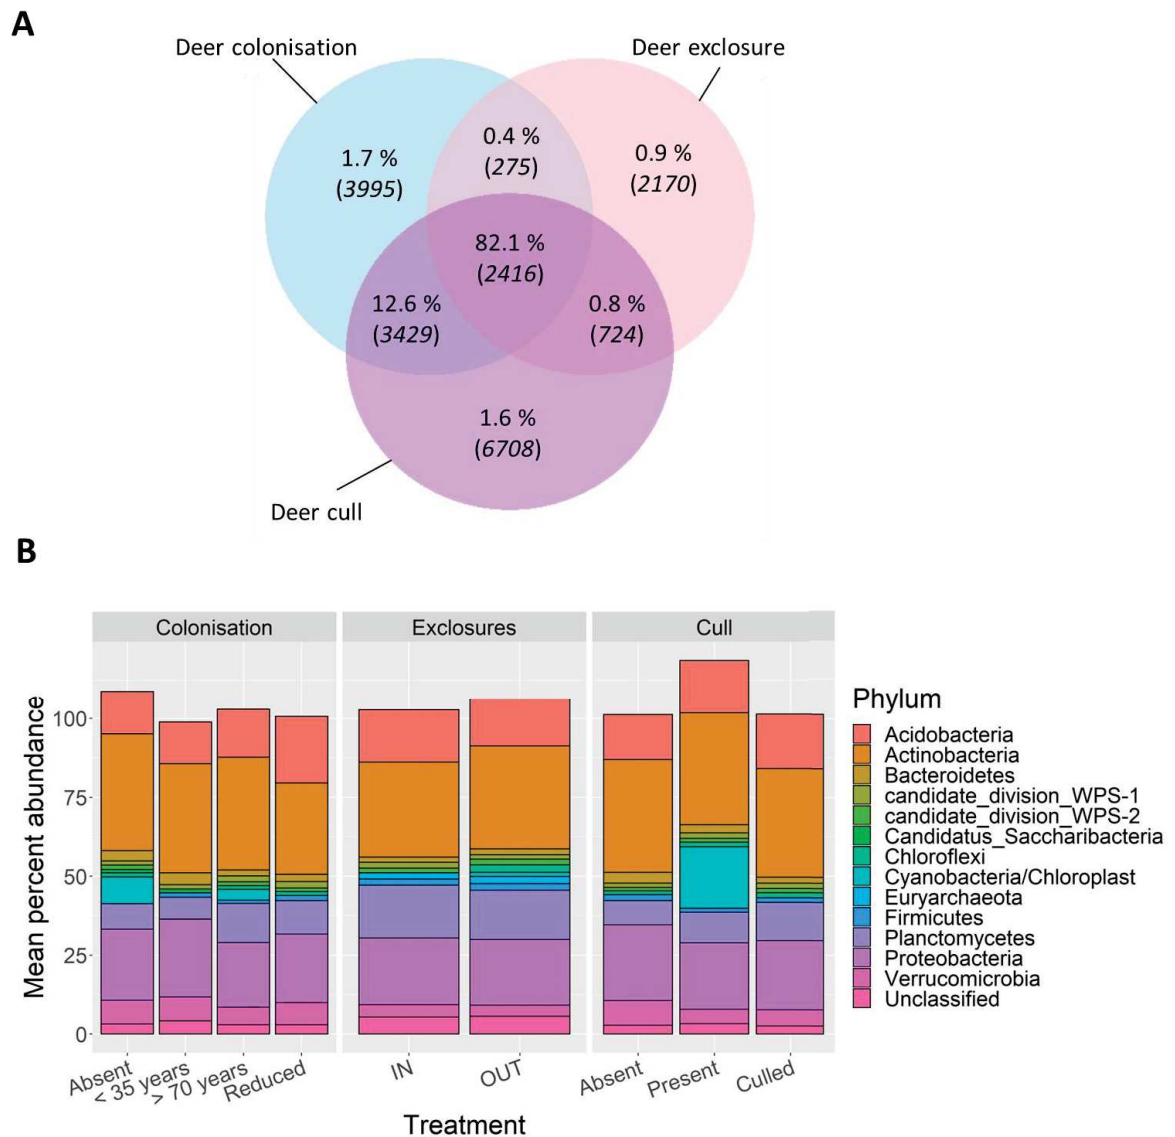 A
Deer colonisation
Deer exclosure
0.4 %
(275)
1.7 %
(3995)
0.9 %
(2170)
82.1 %
(2416)
12.6 %
(3429)
0.8 %
(724)
1.6 %
(6708)
Deer cull
B
Colonisation
Exclosures
Cull
Mean percent abundance
100
75
50
25
0
Absent
< 35 years
> 70 years
Reduced
IN
OUT
Absent
Present
Culled
Treatment
Phylum
Acidobacteria
Actinobacteria
Bacteroidetes
candidate_division_WPS-1
candidate_division_WPS-2
Candidatus_Saccharibacteria
Chloroflexi
Cyanobacteria/Chloroplast
Euryarchaeota
Firmicutes
Planctomycetes
Proteobacteria
Verrucomicrobia
Unclassified